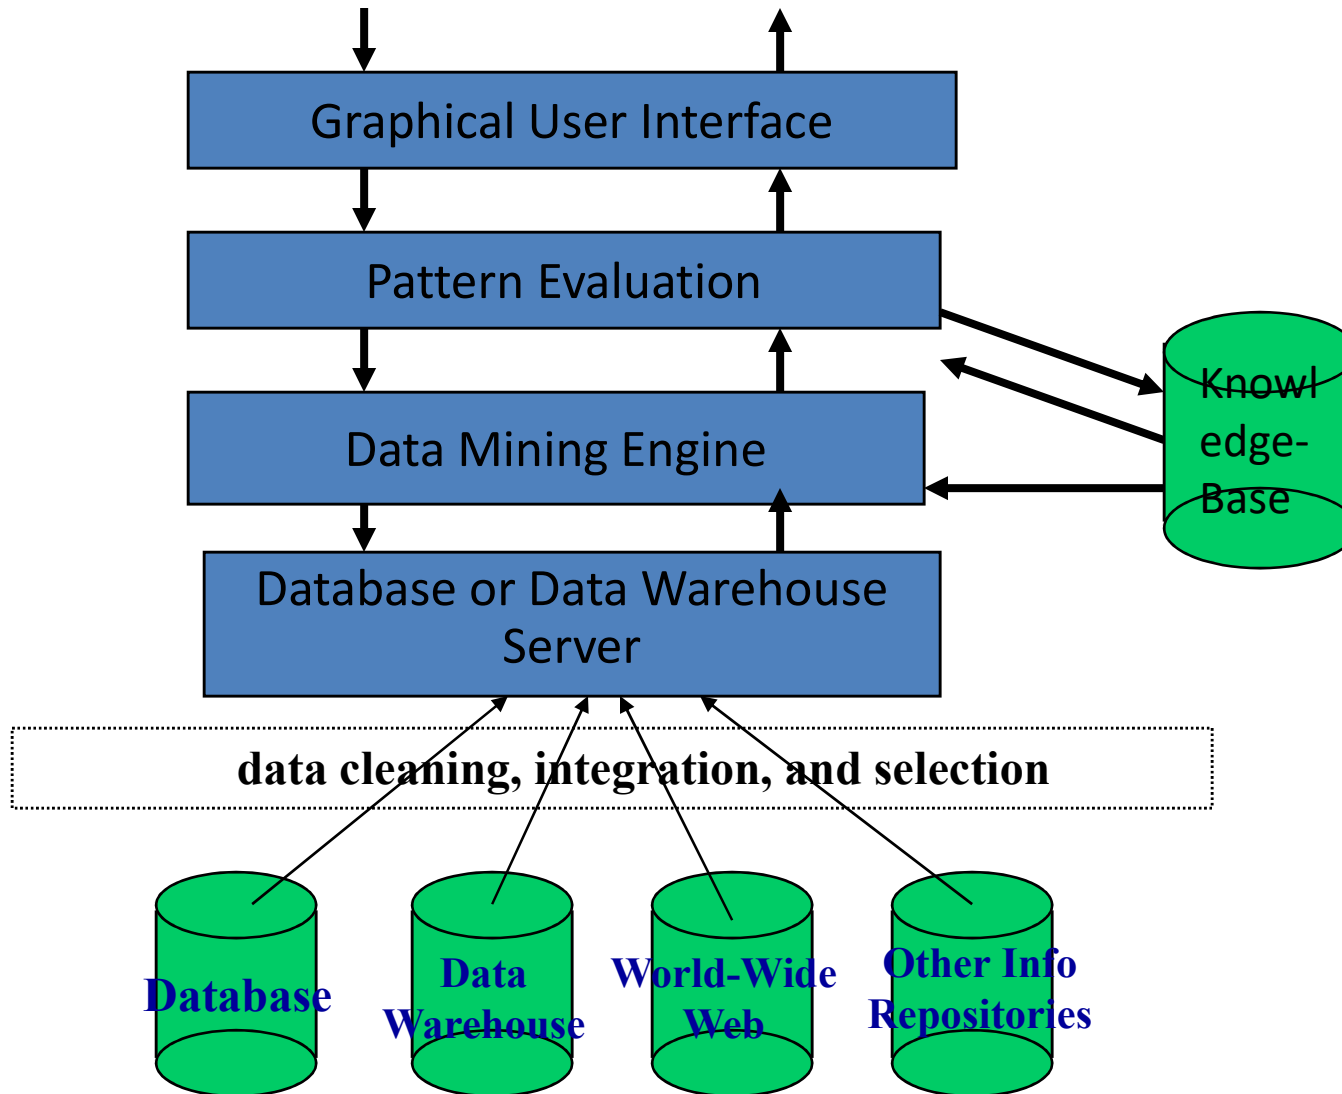 Graphical User Interface
Pattern Evaluation
Knowl
edge-
Base
Data Mining Engine
Database or Data Warehouse
Server
data cleaning, integration, and selection
Database
Data
Warehouse
World-Wide
Web
Other Info
Repositories